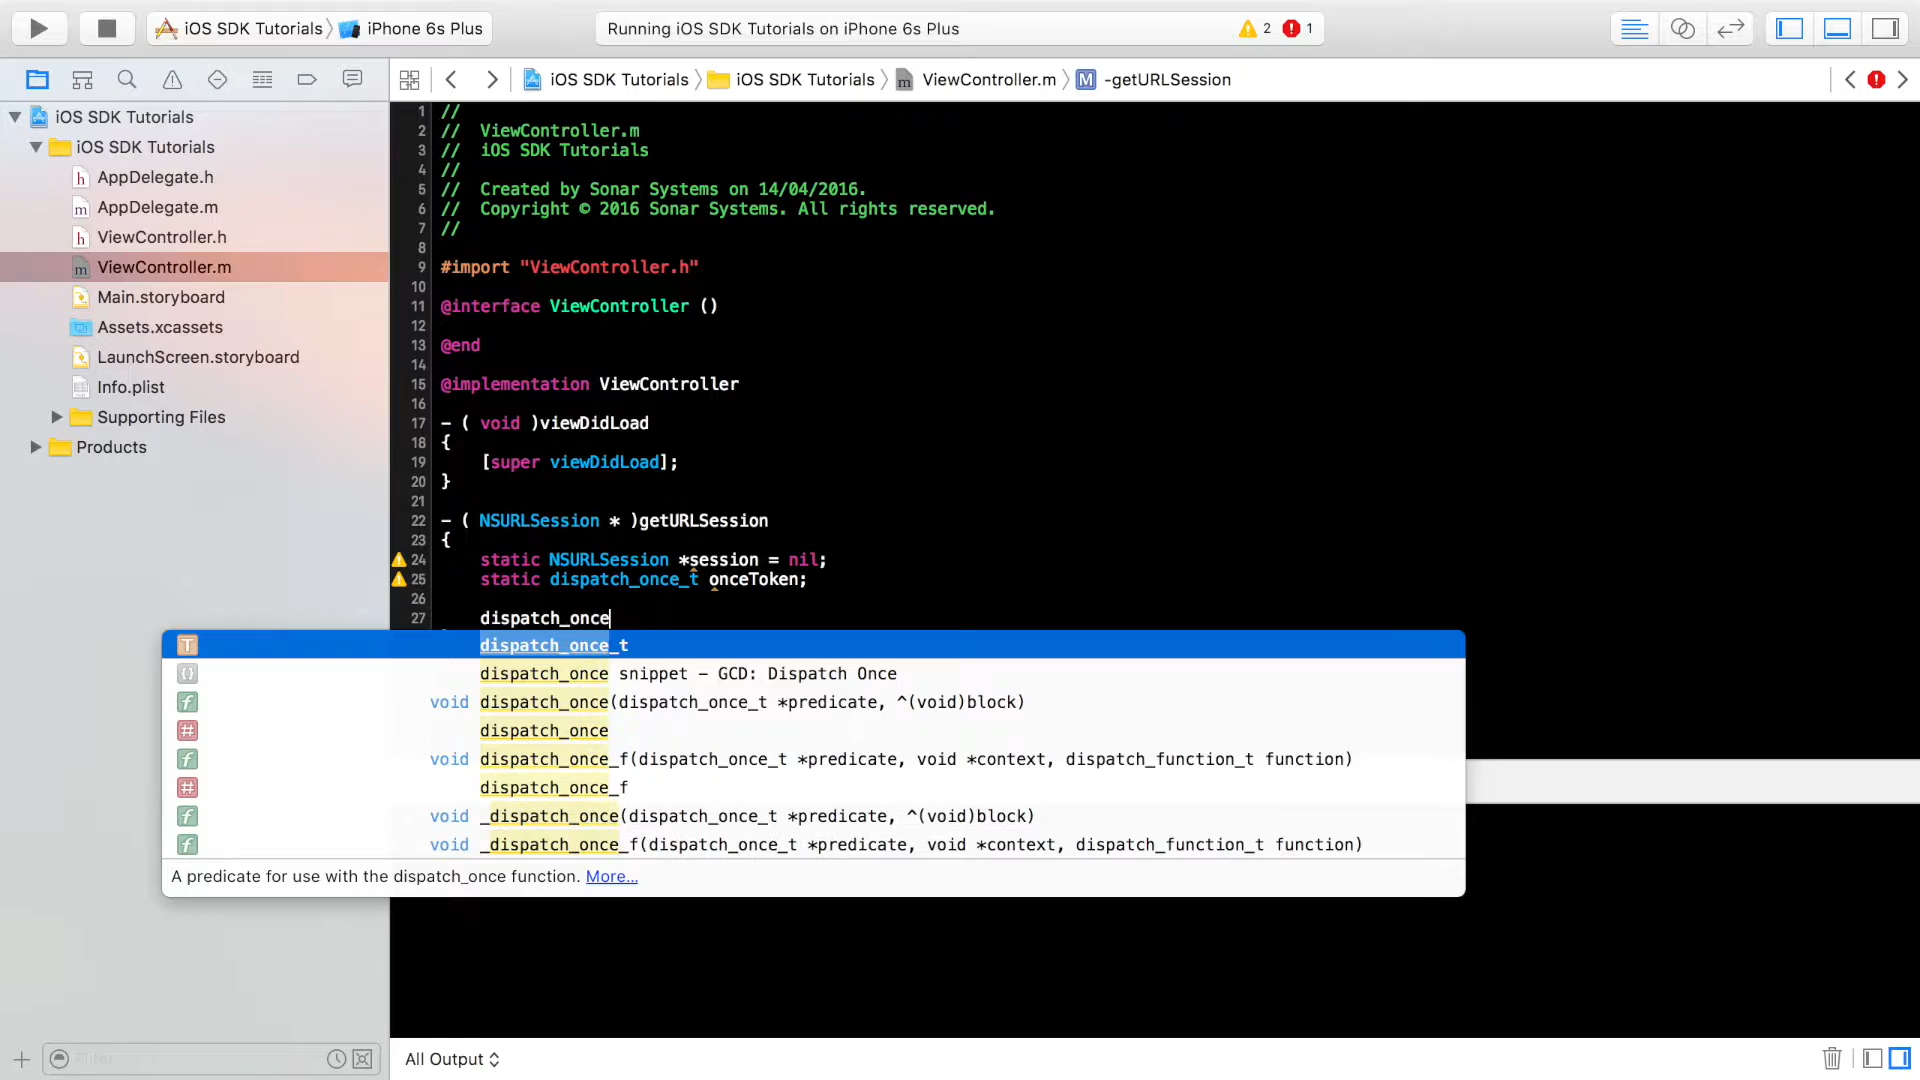 iOS SDK Tutorials iPhone 6s Plus Running iOS SDK Tutorials on iPhone 6s Plus 2 1
iOS SDK Tutorials iOS SDK Tutorials ViewController.m M -getURLSession
iOS SDK Tutorials
iOS SDK Tutorials
h AppDelegate.h
m AppDelegate.m
h ViewController.h
m ViewController.m
Main.storyboard
Assets.xcassets
LaunchScreen.storyboard
Info.plist
Supporting Files
Products
1 //
2 // ViewController.m
3 // iOS SDK Tutorials
4 //
5 // Created by Sonar Systems on 14/04/2016.
6 // Copyright © 2016 Sonar Systems. All rights reserved.
7 //
8
9 #import "ViewController.h"
10
11 @interface ViewController ()
12
13 @end
14
15 @implementation ViewController
16
17 - ( void )viewDidLoad
18 {
19 [super viewDidLoad];
20 }
21
22 - ( NSURLSession * )getURLSession
23 {
24 static NSURLSession *session = nil;
25 static dispatch_once_t onceToken;
26
27 dispatch_once
T dispatch_once_t
{} dispatch_once snippet - GCD: Dispatch Once
f void dispatch_once(dispatch_once_t *predicate, ^(void)block)
# dispatch_once
f void dispatch_once_f(dispatch_once_t *predicate, void *context, dispatch_function_t function)
# dispatch_once_f
f void _dispatch_once(dispatch_once_t *predicate, ^(void)block)
f void _dispatch_once_f(dispatch_once_t *predicate, void *context, dispatch_function_t function)
A predicate for use with the dispatch_once function. More...
Filter
All Output